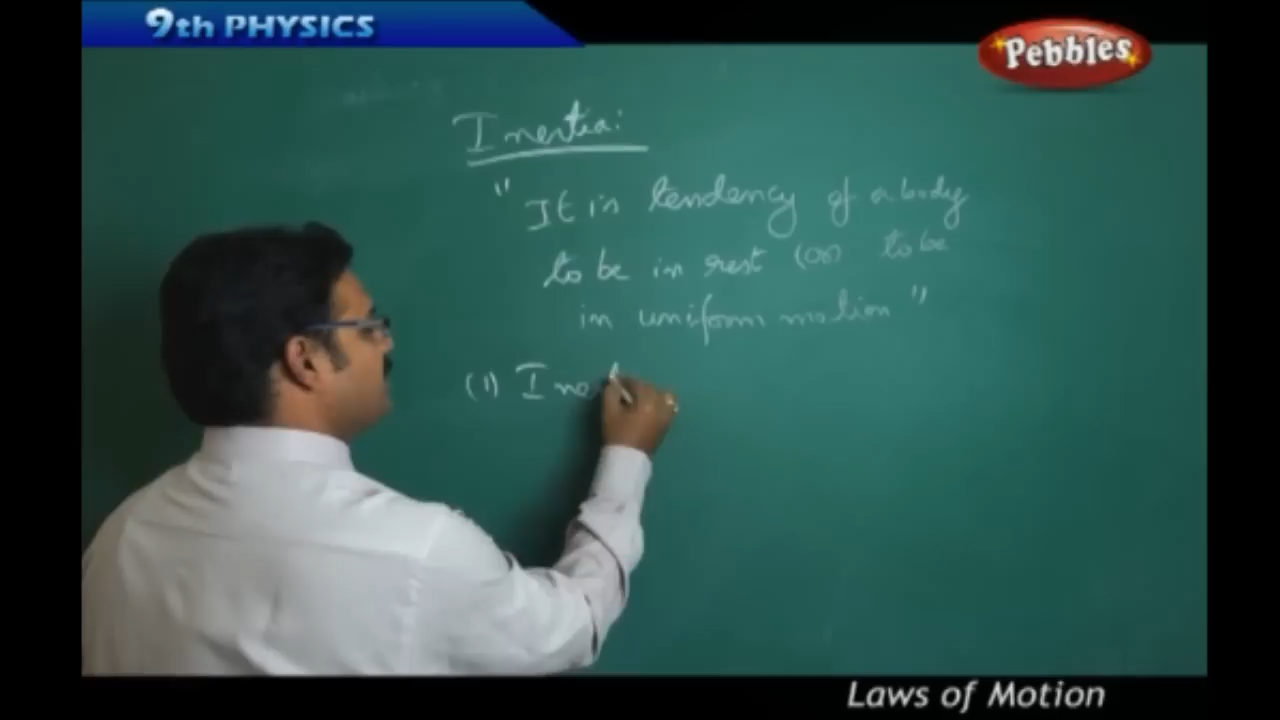 9th PHYSICS
Pebbles
Inertia:
"It is tendency of a body
to be in rest (or) to be
in uniform motion"
(1) Inert
Laws of Motion